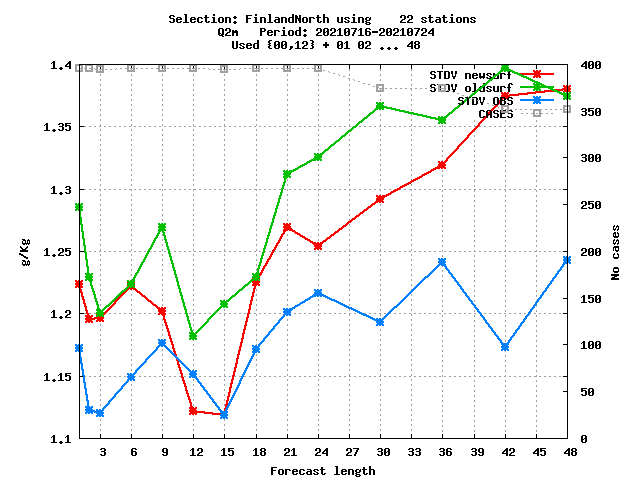 Selection: FinlandNorth using    22 stations
Q2m   Period: 20210716-20210724
Used {00,12} + 01 02 ... 48
1.4
1.35
1.3
1.25
1.2
1.15
1.1
g/Kg
STDV newsurf
STDV oldsurf
STDV OBS
CASES
400
350
300
250
200
150
100
50
0
No cases
3 6 9 12 15 18 21 24 27 30 33 36 39 42 45 48
Forecast length